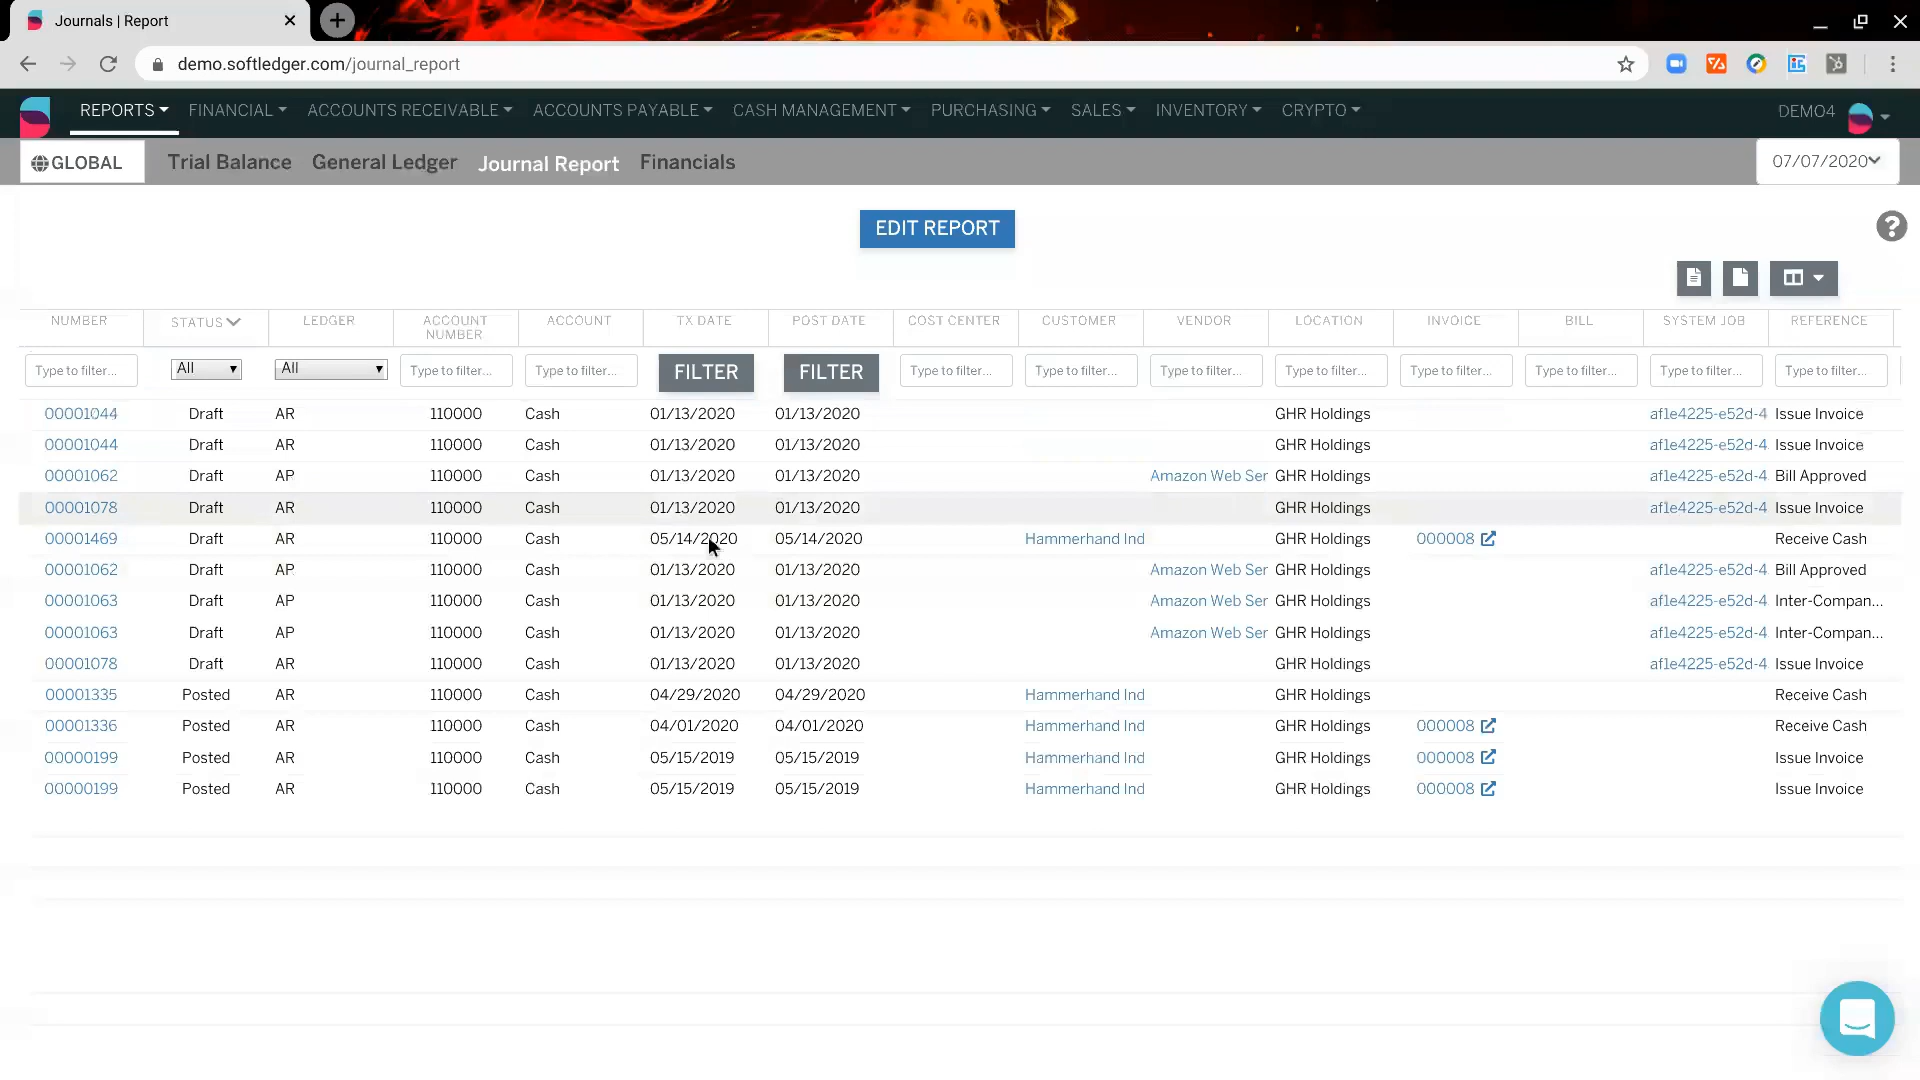 Journals | Report
demo.softledger.com/journal_report
REPORTS FINANCIAL ACCOUNTS RECEIVABLE ACCOUNTS PAYABLE CASH MANAGEMENT PURCHASING SALES INVENTORY CRYPTO DEMO4
GLOBAL Trial Balance General Ledger Journal Report Financials 07/07/2020
EDIT REPORT
?
NUMBER STATUS LEDGER ACCOUNT NUMBER ACCOUNT TX DATE POST DATE COST CENTER CUSTOMER VENDOR LOCATION INVOICE BILL SYSTEM JOB REFERENCE
Type to filter... All All Type to filter... Type to filter... FILTER FILTER Type to filter... Type to filter... Type to filter... Type to filter... Type to filter... Type to filter... Type to filter... Type to filter...
00001044 Draft AR 110000 Cash 01/13/2020 01/13/2020 GHR Holdings af1e4225-e52d-4 Issue Invoice
00001044 Draft AR 110000 Cash 01/13/2020 01/13/2020 GHR Holdings af1e4225-e52d-4 Issue Invoice
00001062 Draft AP 110000 Cash 01/13/2020 01/13/2020 Amazon Web Ser GHR Holdings af1e4225-e52d-4 Bill Approved
00001078 Draft AR 110000 Cash 01/13/2020 01/13/2020 GHR Holdings af1e4225-e52d-4 Issue Invoice
00001469 Draft AR 110000 Cash 05/14/2020 05/14/2020 Hammerhand Ind GHR Holdings 000008 Receive Cash
00001062 Draft AP 110000 Cash 01/13/2020 01/13/2020 Amazon Web Ser GHR Holdings af1e4225-e52d-4 Bill Approved
00001063 Draft AP 110000 Cash 01/13/2020 01/13/2020 Amazon Web Ser GHR Holdings af1e4225-e52d-4 Inter-Compan...
00001063 Draft AP 110000 Cash 01/13/2020 01/13/2020 Amazon Web Ser GHR Holdings af1e4225-e52d-4 Inter-Compan...
00001078 Draft AR 110000 Cash 01/13/2020 01/13/2020 GHR Holdings af1e4225-e52d-4 Issue Invoice
00001335 Posted AR 110000 Cash 04/29/2020 04/29/2020 Hammerhand Ind GHR Holdings Receive Cash
00001336 Posted AR 110000 Cash 04/01/2020 04/01/2020 Hammerhand Ind GHR Holdings 000008 Receive Cash
00000199 Posted AR 110000 Cash 05/15/2019 05/15/2019 Hammerhand Ind GHR Holdings 000008 Issue Invoice
00000199 Posted AR 110000 Cash 05/15/2019 05/15/2019 Hammerhand Ind GHR Holdings 000008 Issue Invoice